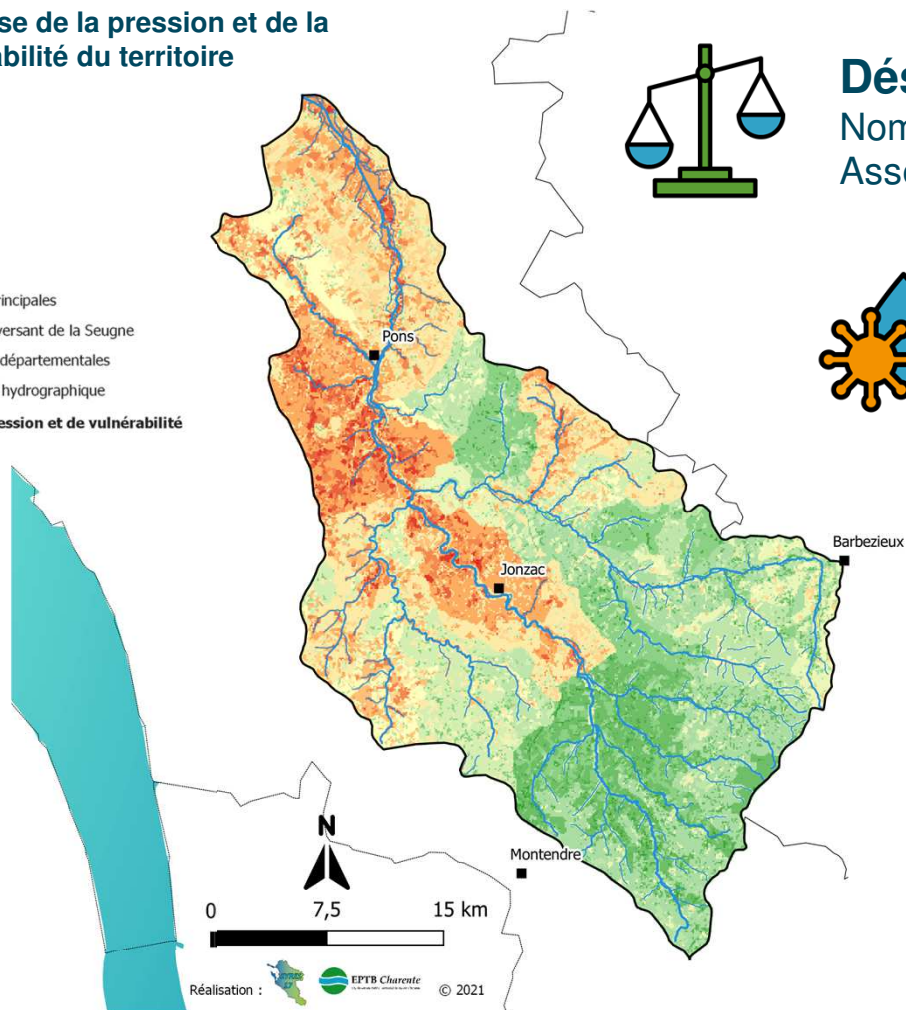 se de la pression et de la
abilité du territoire
Dés
Nom
Asse
rincipales
versant de la Seugne
départementales
hydrographique
ession et de vulnérabilité
Pons
Barbezieux
Jonzac
Montendre
N
0 7,5 15 km
Réalisation :
EPTB Charente
© 2021